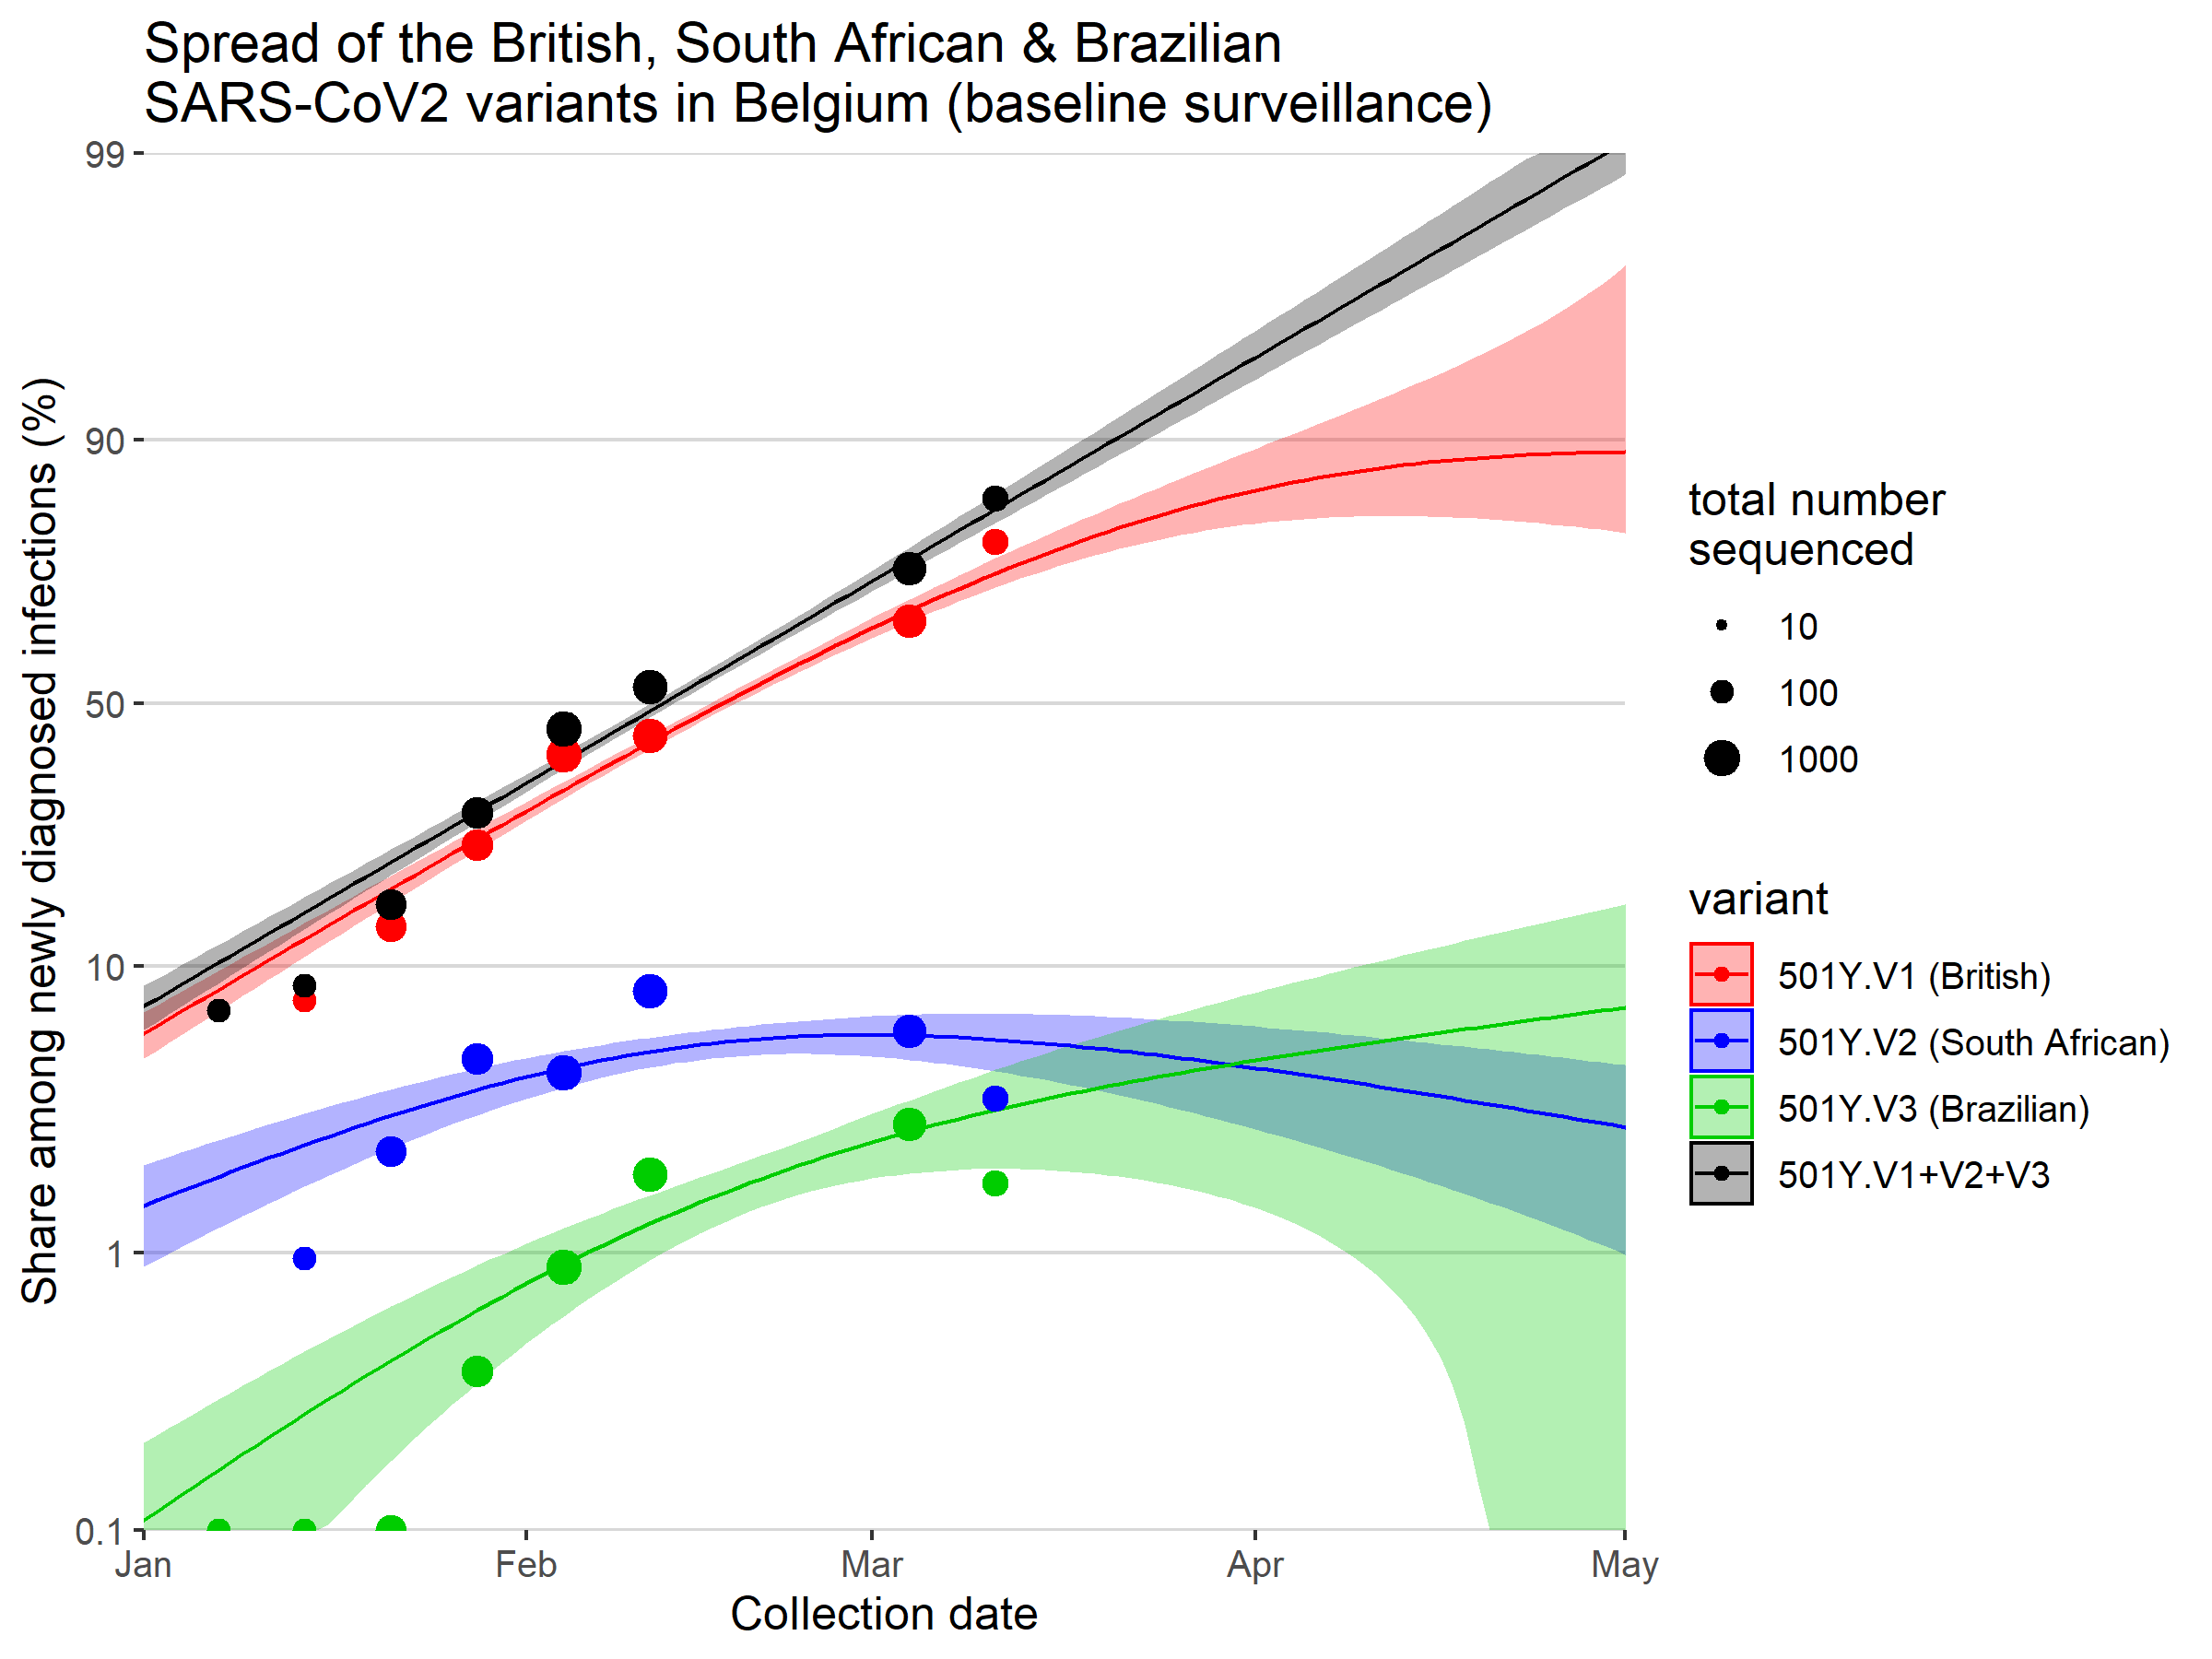 Spread of the British, South African & Brazilian
SARS-CoV2 variants in Belgium (baseline surveillance)
Share among newly diagnosed infections (%)
99
90
50
10
1
0.1
Jan
Feb
Mar
Apr
May
Collection date
total number
sequenced
10
100
1000
variant
501Y.V1 (British)
501Y.V2 (South African)
501Y.V3 (Brazilian)
501Y.V1+V2+V3